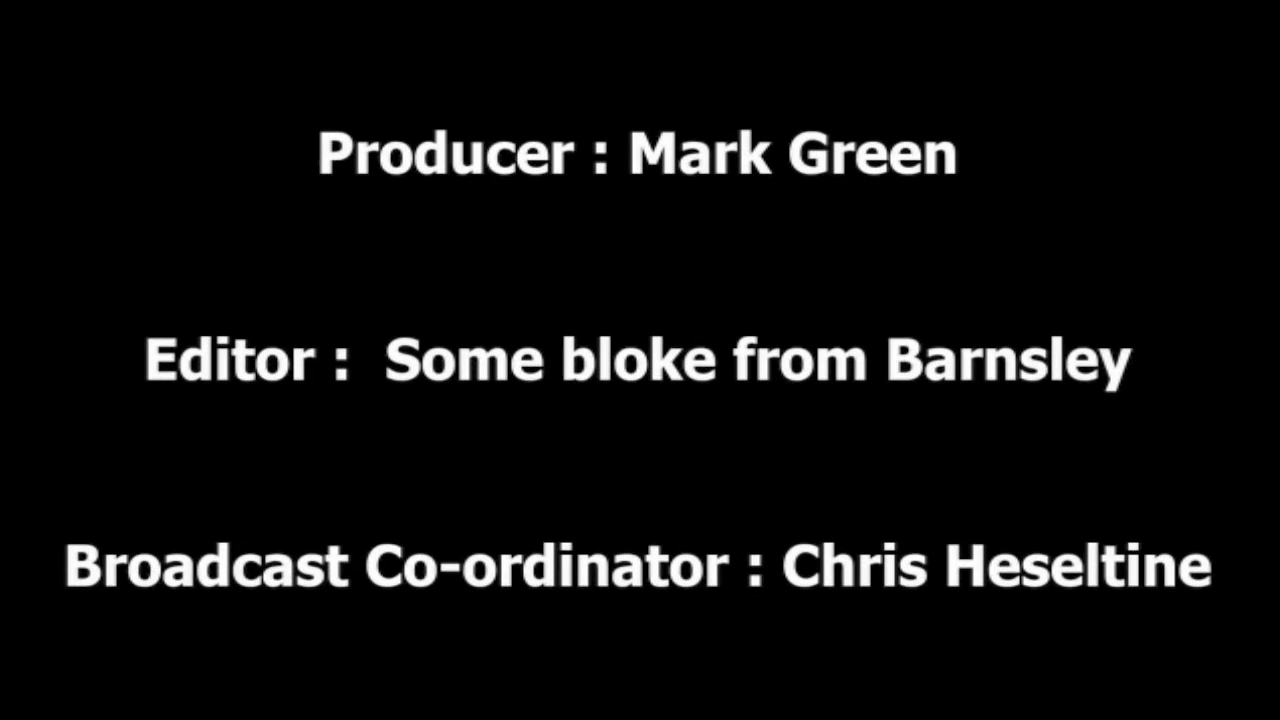 Producer : Mark Green
Editor :  Some bloke from Barnsley
Broadcast Co-ordinator : Chris Heseltine